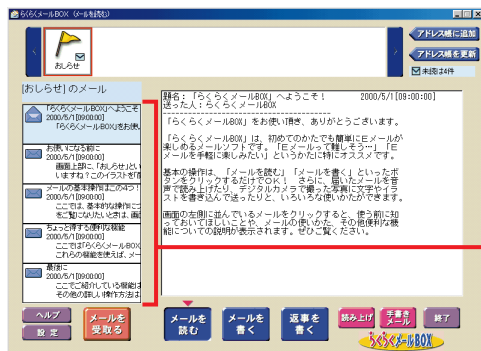 らくらくメールBOX (メールを読む)
おしらせ
アドレス帳に追加
アドレス帳を更新
未読は4件
[おしらせ] のメール
「らくらくメールBOX」へようこそ
2000/5/1[09:00:00]
「らくらくメールBOX」をお使い
お使いになる前に
2000/5/1[09:00:00]
画面上部に、「おしらせ」とい
いますね？このイラストを「
メールの基本操作はこの4つ！
2000/5/1[09:00:00]
ここでは、基本的な操作につ
をご覧になりたいときは、画面
ちょっと得する便利な機能
2000/5/1[09:00:00]
ここでは「らくらくメールBOX
これらの機能を使えば、メー
最後に
2000/5/1[09:00:00]
ここでご紹介している機能は
その他の詳しい操作方法は
題名：「らくらくメールBOX」へようこそ！ 2000/5/1[09:00:00]
送った人：らくらくメールBOX
「らくらくメールBOX」をお使い頂き、ありがとうございます。
「らくらくメールBOX」は、初めてのかたでも簡単にEメールが
楽しめるメールソフトです。「Eメールって難しそう…」「E
メールを手軽に楽しみたい」というかたに特にオススメです。
基本の操作は、「メールを読む」「メールを書く」といったボ
タンをクリックするだけでOK！ さらに、届いたメールを音
声で読み上げたり、デジタルカメラで撮った写真に文字やイラ
ストを書き込んで送ったりと、いろいろな使いかたができます。
画面の左側に並んでいるメールをクリックすると、使う前に知
っておいてほしいことや、メールの使いかた、その他便利な機
能についての説明が表示されます。ぜひご覧ください。
ヘルプ
設 定
メールを
受取る
メールを
読む
メールを
書く
返事を
書く
読み上げ
手書き
メール
終了
らくらくメールBOX